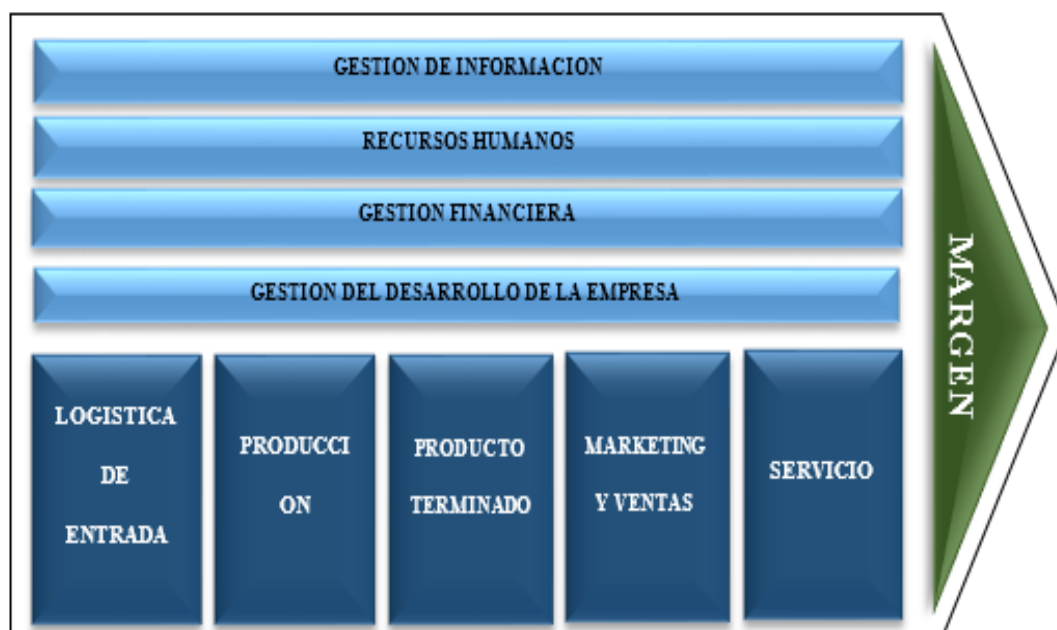 GESTION DE INFORMACION
RECURSOS HUMANOS
GESTION FINANCIERA
GESTION DEL DESARROLLO DE LA EMPRESA
LOGISTICA
DE
ENTRADA
PRODUCCI
ON
PRODUCTO
TERMINADO
MARKETING
Y VENTAS
SERVICIO
MARGEN